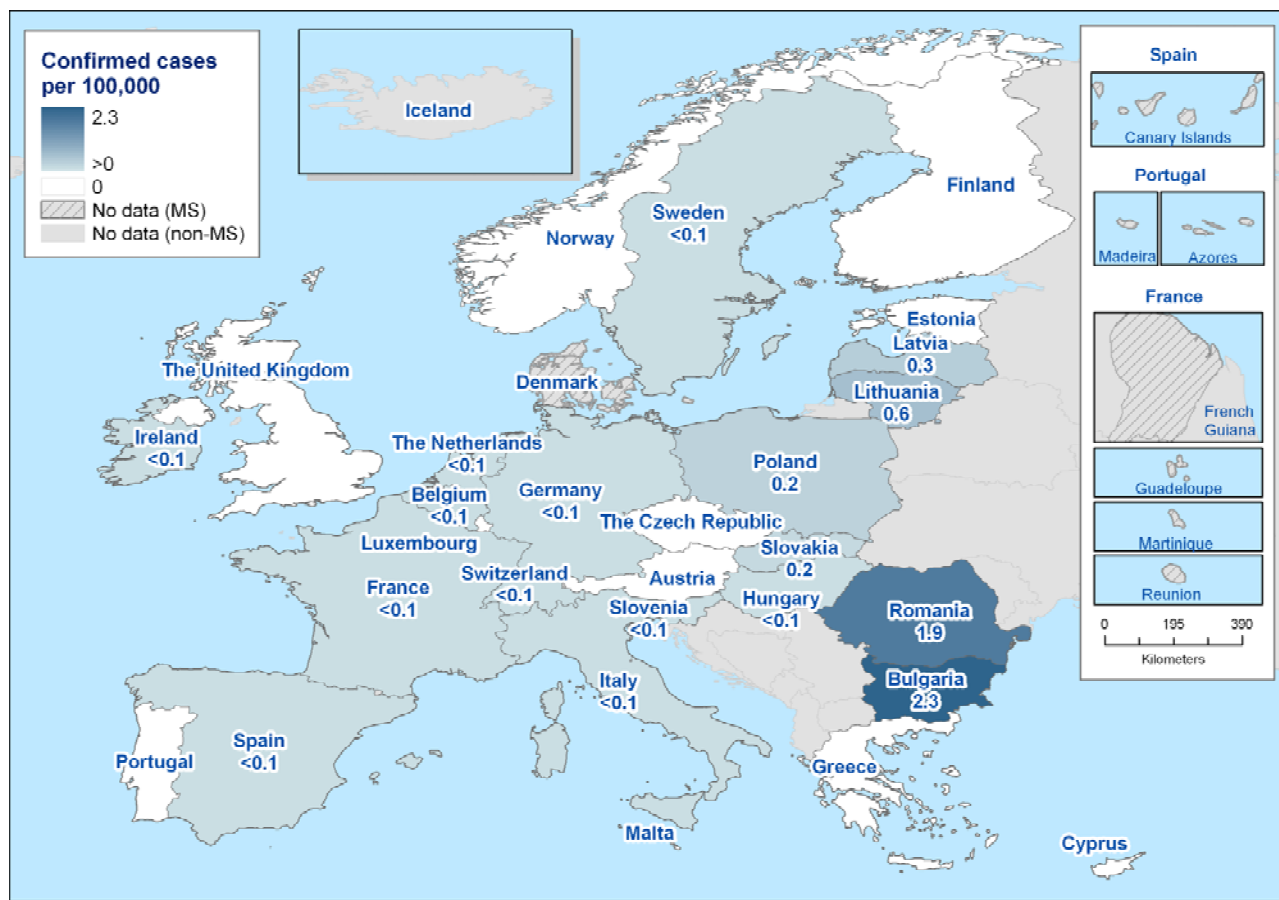 Confirmed cases
per 100,000
2.3
>0
0
No data (MS)
No data (non-MS)
Iceland
Spain
Canary Islands
Portugal
Madeira
Azores
France
French
Guiana
Guadeloupe
Martinique
Reunion
0 195 390
Kilometers
Finland
Sweden
<0.1
Norway
Estonia
Latvia
0.3
Lithuania
0.6
Denmark
The United Kingdom
Ireland
<0.1
The Netherlands
<0.1
Belgium
<0.1
Germany
<0.1
Poland
0.2
The Czech Republic
Luxembourg
Slovakia
0.2
Switzerland
<0.1
Austria
France
<0.1
Slovenia
<0.1
Hungary
<0.1
Romania
1.9
Bulgaria
2.3
Italy
<0.1
Spain
<0.1
Portugal
Greece
Malta
Cyprus